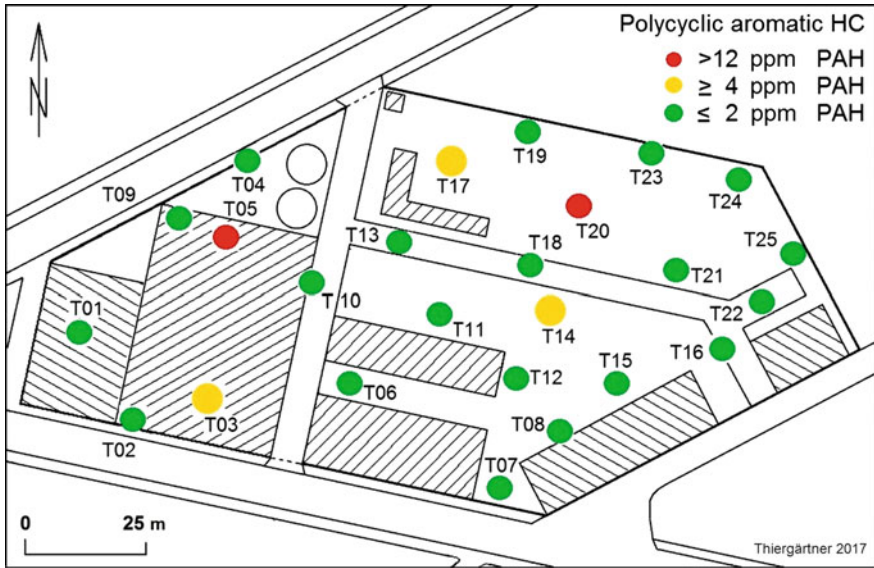 Polycyclic aromatic HC
>12 ppm PAH
≥ 4 ppm PAH
≤ 2 ppm PAH
N
T19
T23
T04
T17
T24
T09
T05
T20
T13
T18
T25
T21
T10
T01
T11
T14
T22
T16
T15
T06
T12
T03
T08
T02
T07
0 25 m
Thiergärtner 2017